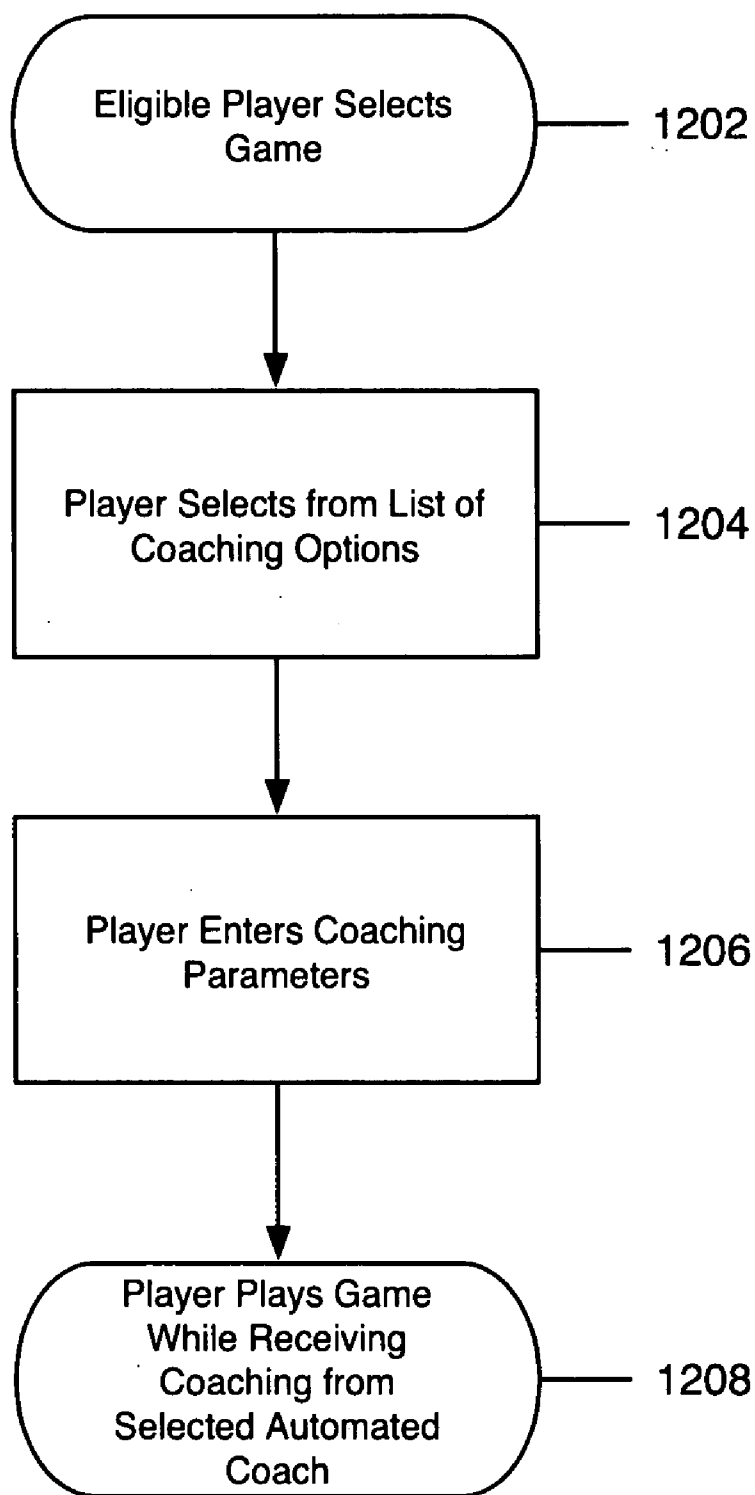 Eligible Player Selects
Game
1202
Player Selects from List of
Coaching Options
1204
Player Enters Coaching
Parameters
1206
Player Plays Game
While Receiving
Coaching from
Selected Automated
Coach
1208